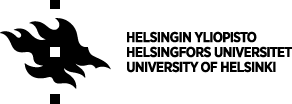 HELSINGIN YLIOPISTO
HELSINGFORS UNIVERSITET
UNIVERSITY OF HELSINKI